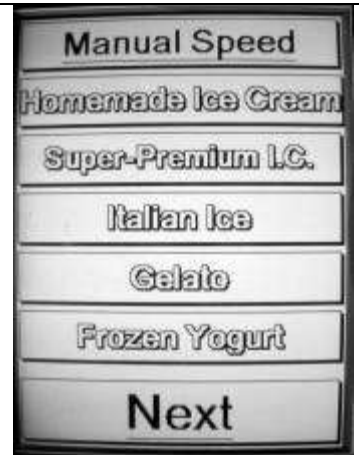 Manual Speed
Homemade Ice Cream
Super-Premium I.C.
Italian Ice
Gelato
Frozen Yogurt
Next